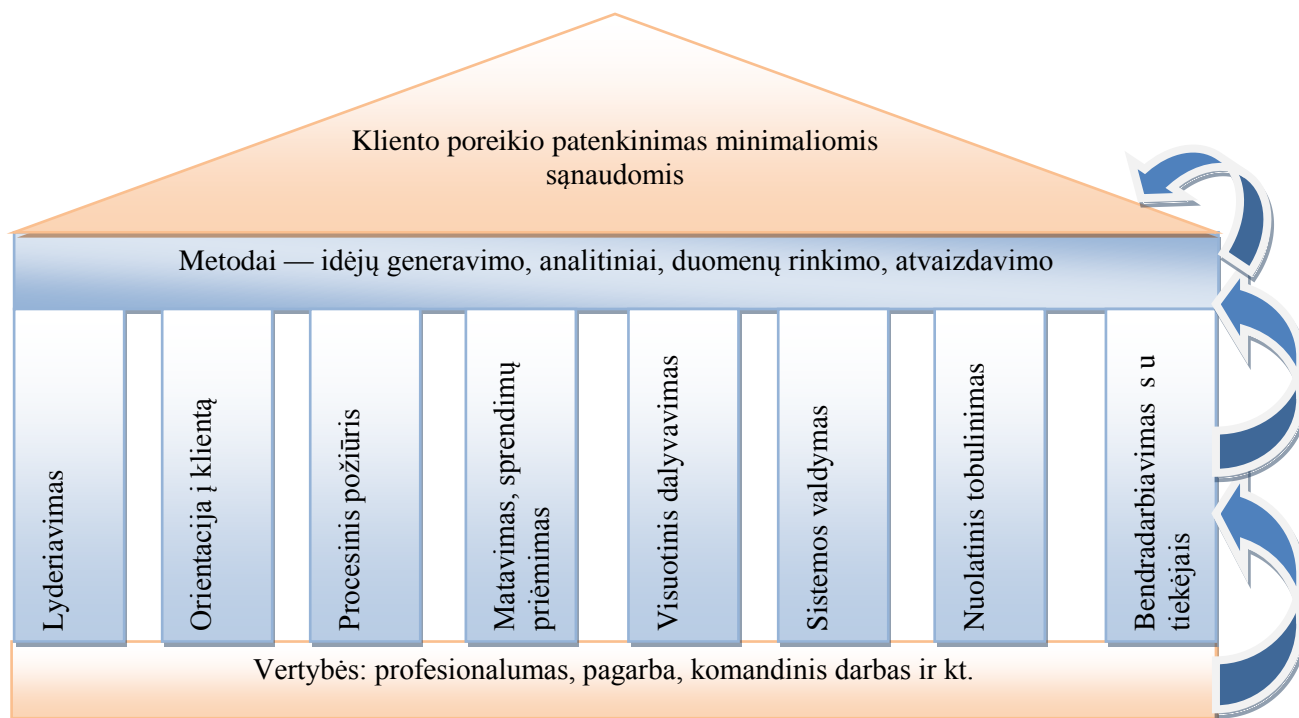 Kliento poreikio patenkinimas minimaliomis
sąnaudomis
Metodai — idėjų generavimo, analitiniai, duomenų rinkimo, atvaizdavimo
Lyderiavimas
Orientacija į klientą
Procesinis požiūris
Matavimas, sprendimų
priėmimas
Visuotinis dalyvavimas
Sistemos valdymas
Nuolatinis tobulinimas
Bendradarbiavimas s u
tiekėjais
Vertybės: profesionalumas, pagarba, komandinis darbas ir kt.